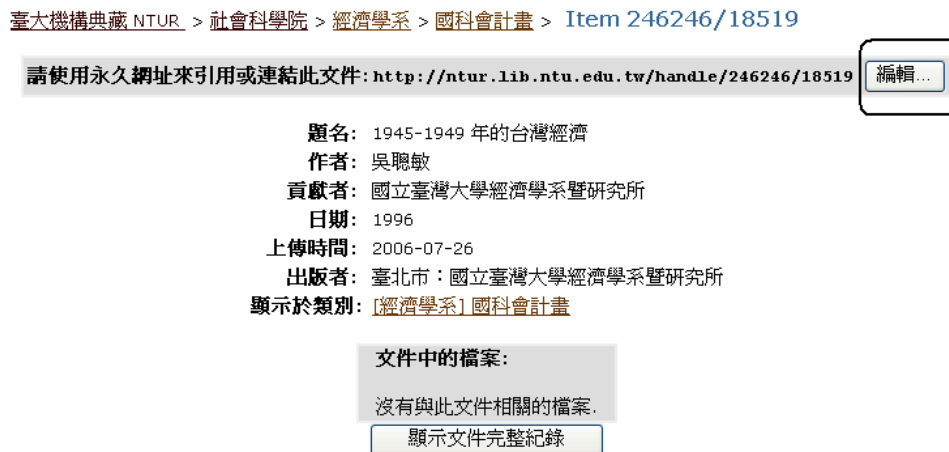 臺大機構典藏 NTUR > 社會科學院 > 經濟學系 > 國科會計畫 > Item 246246/18519
請使用永久網址來引用或連結此文件:http://ntur.lib.ntu.edu.tw/handle/246246/18519 編輯...
題名: 1945-1949 年的台灣經濟
作者: 吳聰敏
貢獻者: 國立臺灣大學經濟學系暨研究所
日期: 1996
上傳時間: 2006-07-26
出版者: 臺北市：國立臺灣大學經濟學系暨研究所
顯示於類別: [經濟學系] 國科會計畫
文件中的檔案:
沒有與此文件相關的檔案.
顯示文件完整紀錄